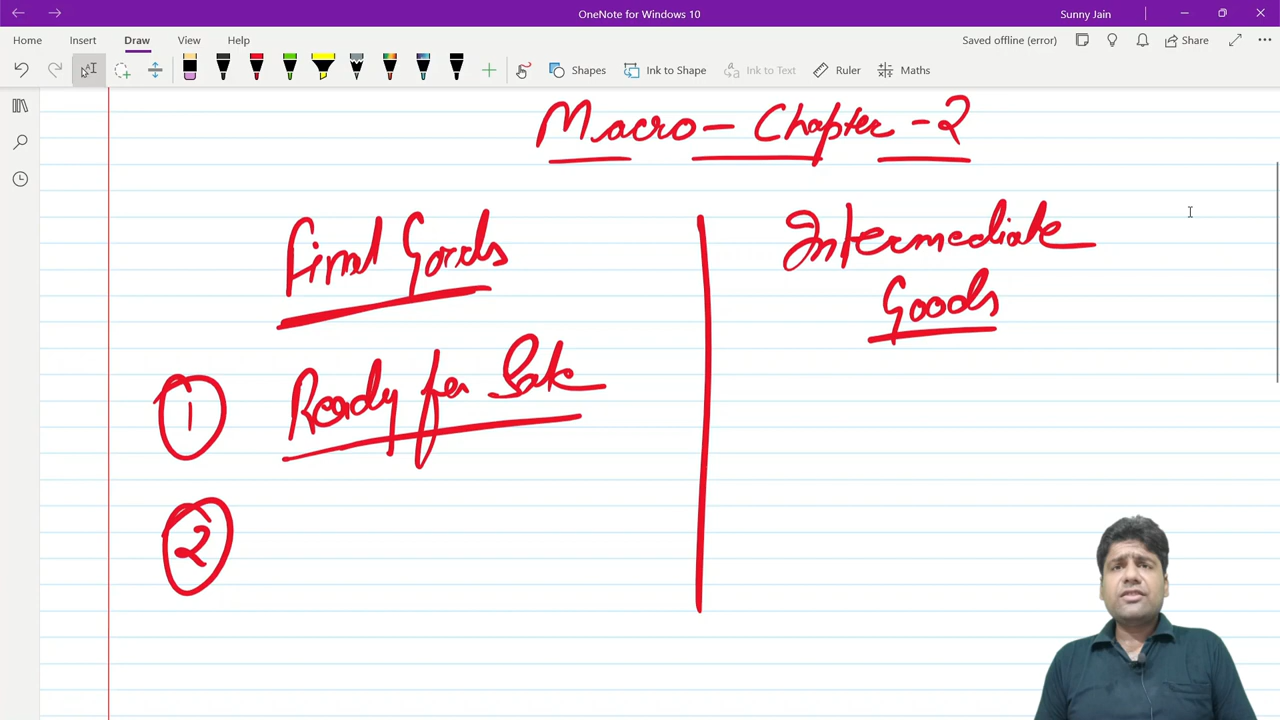 OneNote for Windows 10
Sunny Jain
Home Insert Draw View Help
Saved offline (error)
Share
Shapes
Ink to Shape
Ink to Text
Ruler
Maths
Macro - Chapter - 2
Final Goods
Intermediate
Goods
1 Ready for Sale
2